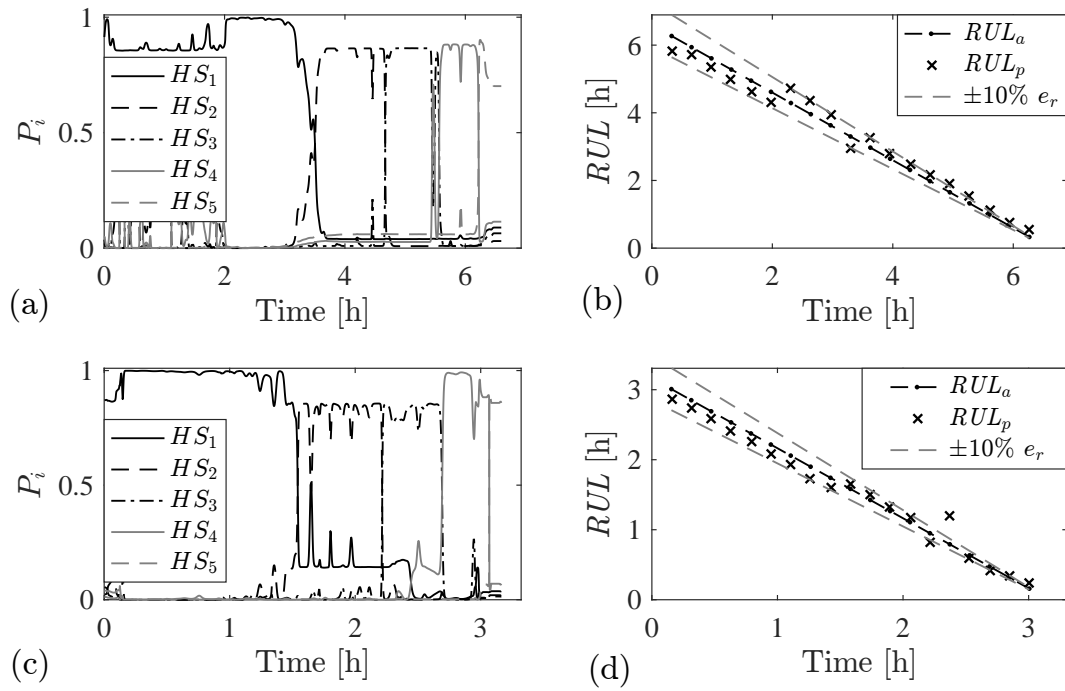 1
0.5
0
P_i
HS_1
HS_2
HS_3
HS_4
HS_5
0 2 4 6
Time [h]
(a)
6
4
2
0
RUL [h]
RUL_a
RUL_p
±10% e_r
0 2 4 6
Time [h]
(b)
1
0.5
0
P_i
HS_1
HS_2
HS_3
HS_4
HS_5
0 1 2 3
Time [h]
(c)
3
2
1
0
RUL [h]
RUL_a
RUL_p
±10% e_r
0 1 2 3
Time [h]
(d)